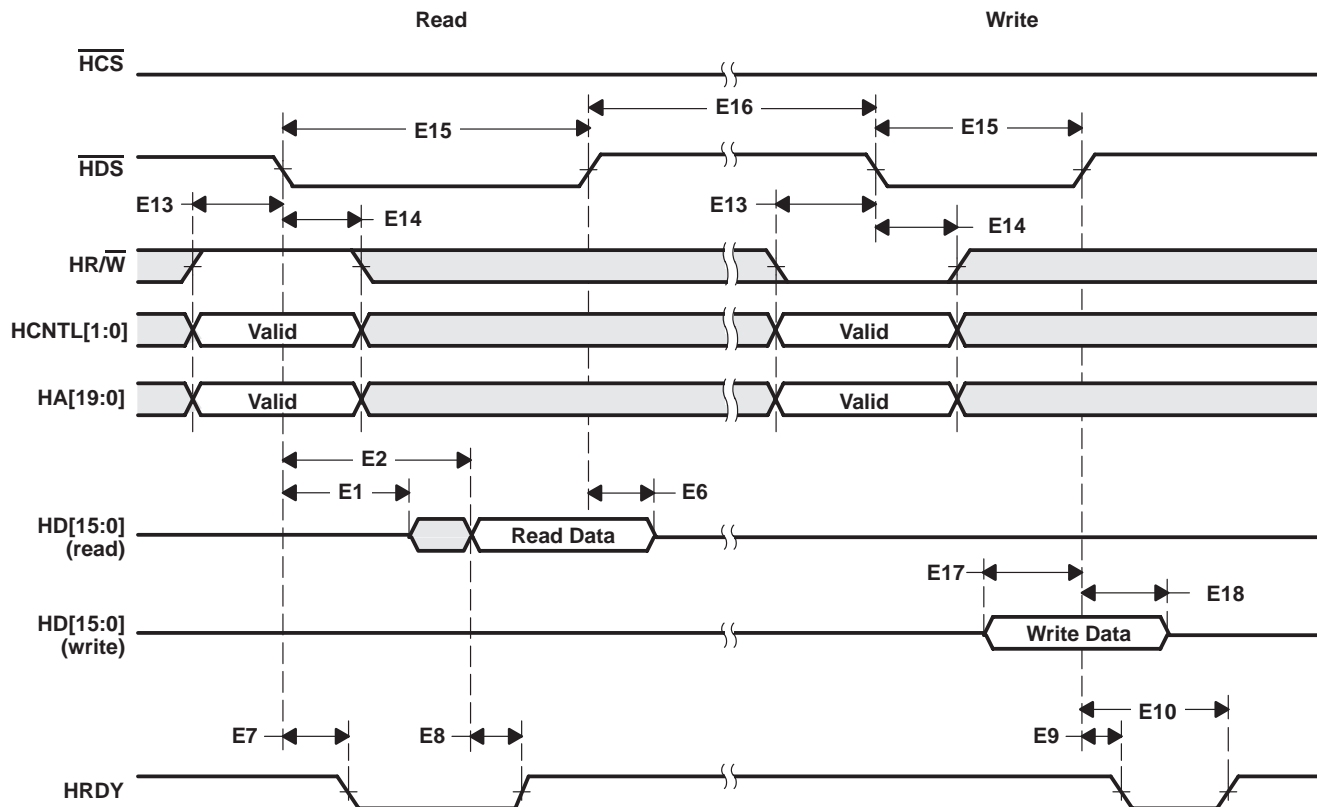 Read Write
HCS
E16
E15 E15
HDS
E13 E14 E13 E14
HR/W
HCNTL[1:0] Valid Valid
HA[19:0] Valid Valid
E2
E1 E6
HD[15:0]
(read)
Read Data
E17 E18
HD[15:0]
(write)
Write Data
E10
E7 E8 E9
HRDY